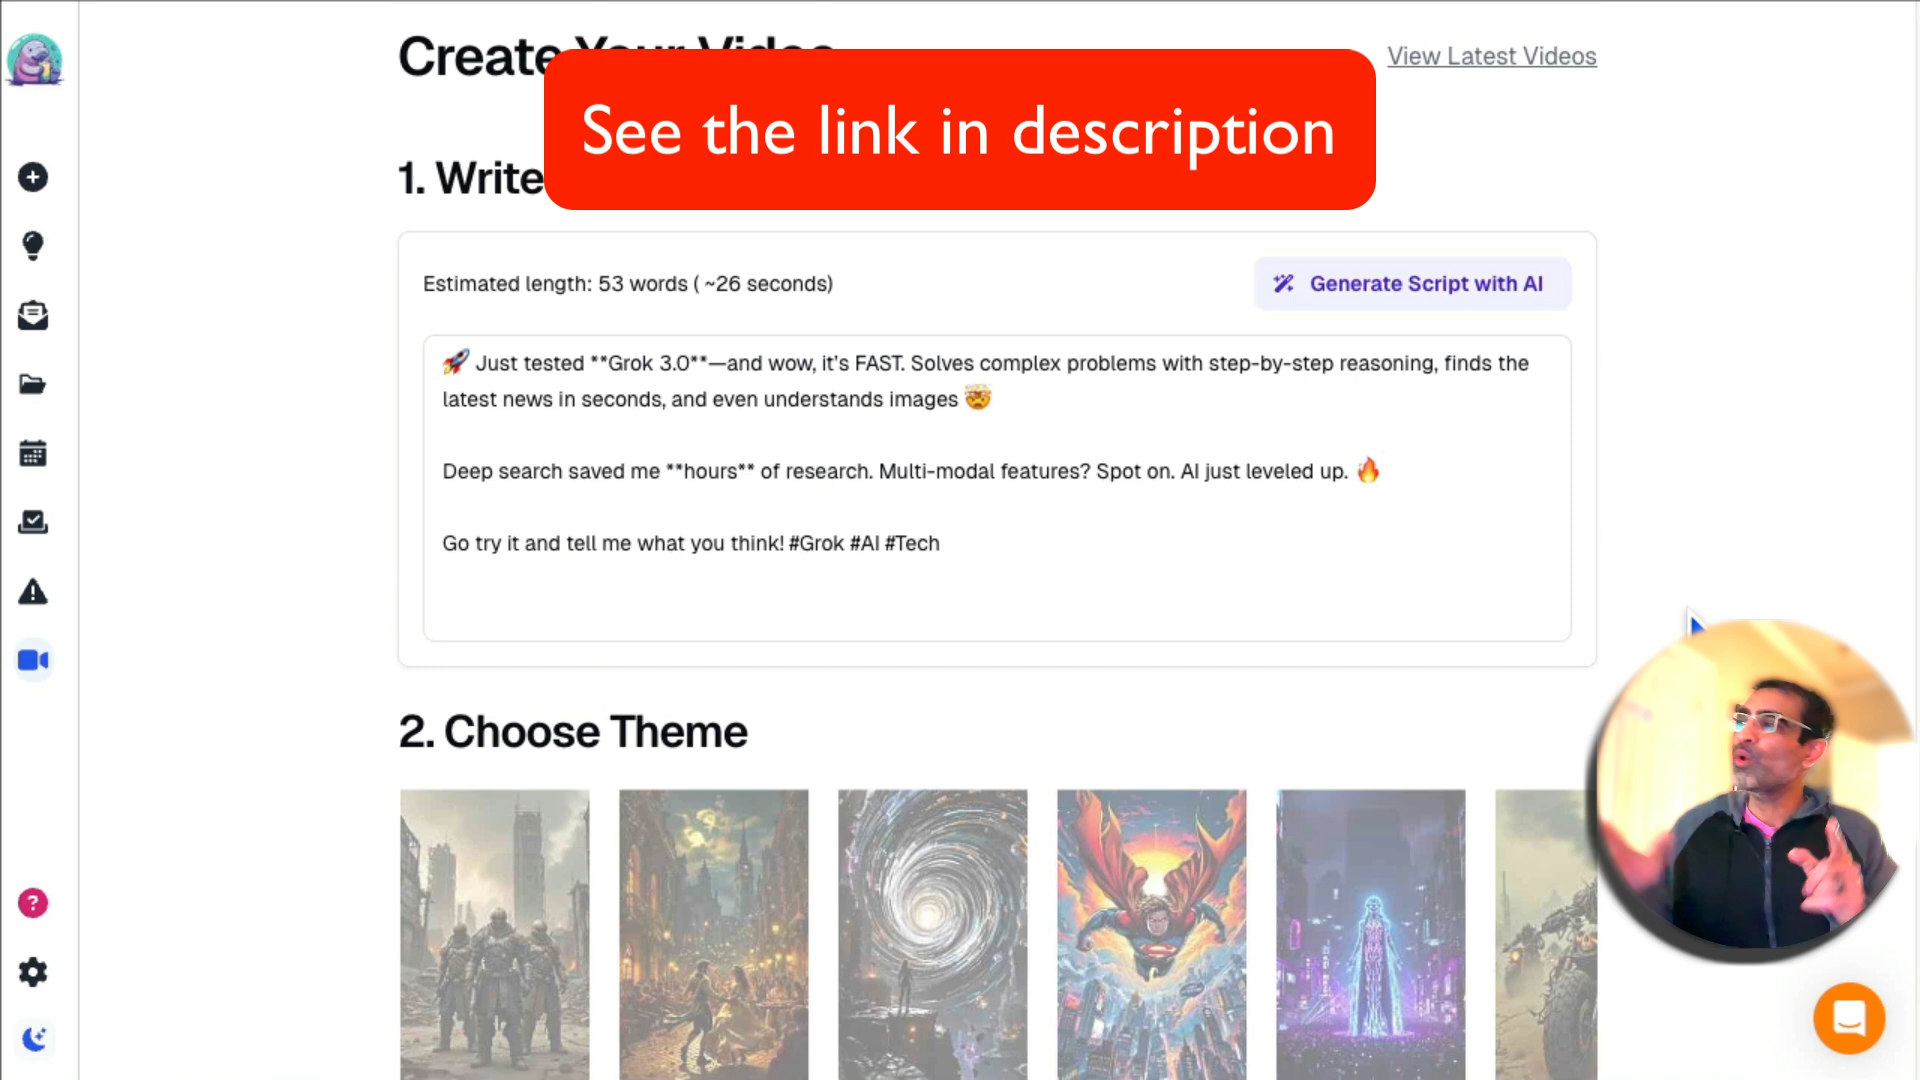 Create Your Video
View Latest Videos
See the link in description
1. Write
Estimated length: 53 words ( ~26 seconds)
Generate Script with AI
🚀 Just tested **Grok 3.0**—and wow, it's FAST. Solves complex problems with step-by-step reasoning, finds the
latest news in seconds, and even understands images 🤯
Deep search saved me **hours** of research. Multi-modal features? Spot on. AI just leveled up. 🔥
Go try it and tell me what you think! #Grok #AI #Tech
2. Choose Theme